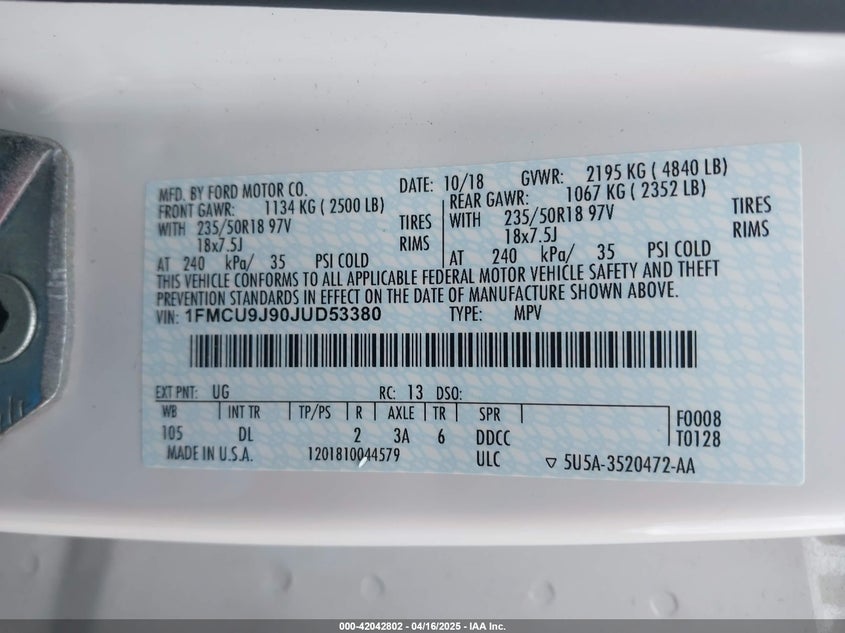 MFD. BY FORD MOTOR CO. DATE: 10/18 GVWR: 2195 KG ( 4840 LB)
FRONT GAWR: 1134 KG ( 2500 LB) REAR GAWR: 1067 KG ( 2352 LB)
WITH 235/50R18 97V TIRES WITH 235/50R18 97V TIRES
18x7.5J RIMS 18x7.5J RIMS
AT 240 kPa/ 35 PSI COLD AT 240 kPa/ 35 PSI COLD
THIS VEHICLE CONFORMS TO ALL APPLICABLE FEDERAL MOTOR VEHICLE SAFETY AND THEFT
PREVENTION STANDARDS IN EFFECT ON THE DATE OF MANUFACTURE SHOWN ABOVE.
VIN: 1FMCU9J90JUD53380 TYPE: MPV
EXT PNT: UG RC: 13 DSO:
WB INT TR TP/PS R AXLE TR SPR F0008
105 DL 2 3A 6 DDCC T0128
MADE IN U.S.A. 1201810044579 ULC ▽ 5U5A-3520472-AA
000-42042802 - 04/16/2025 - IAA Inc.